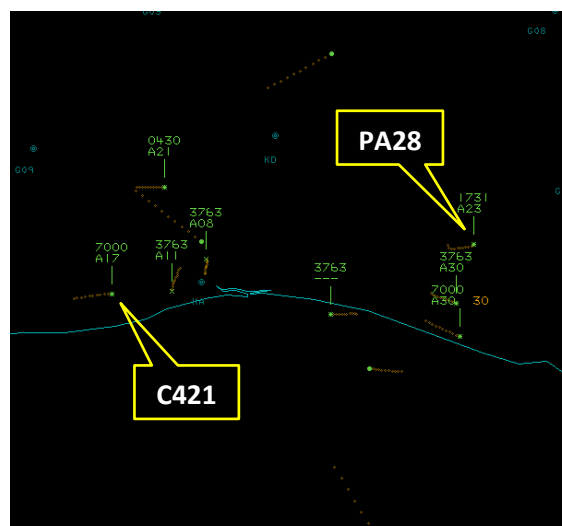 G08
PA28
0430
A21
KD
G09
1731
A23
3763
A08
7000
A17
3763
A11
3763
A30
3763
---
7000
A30 30
C421